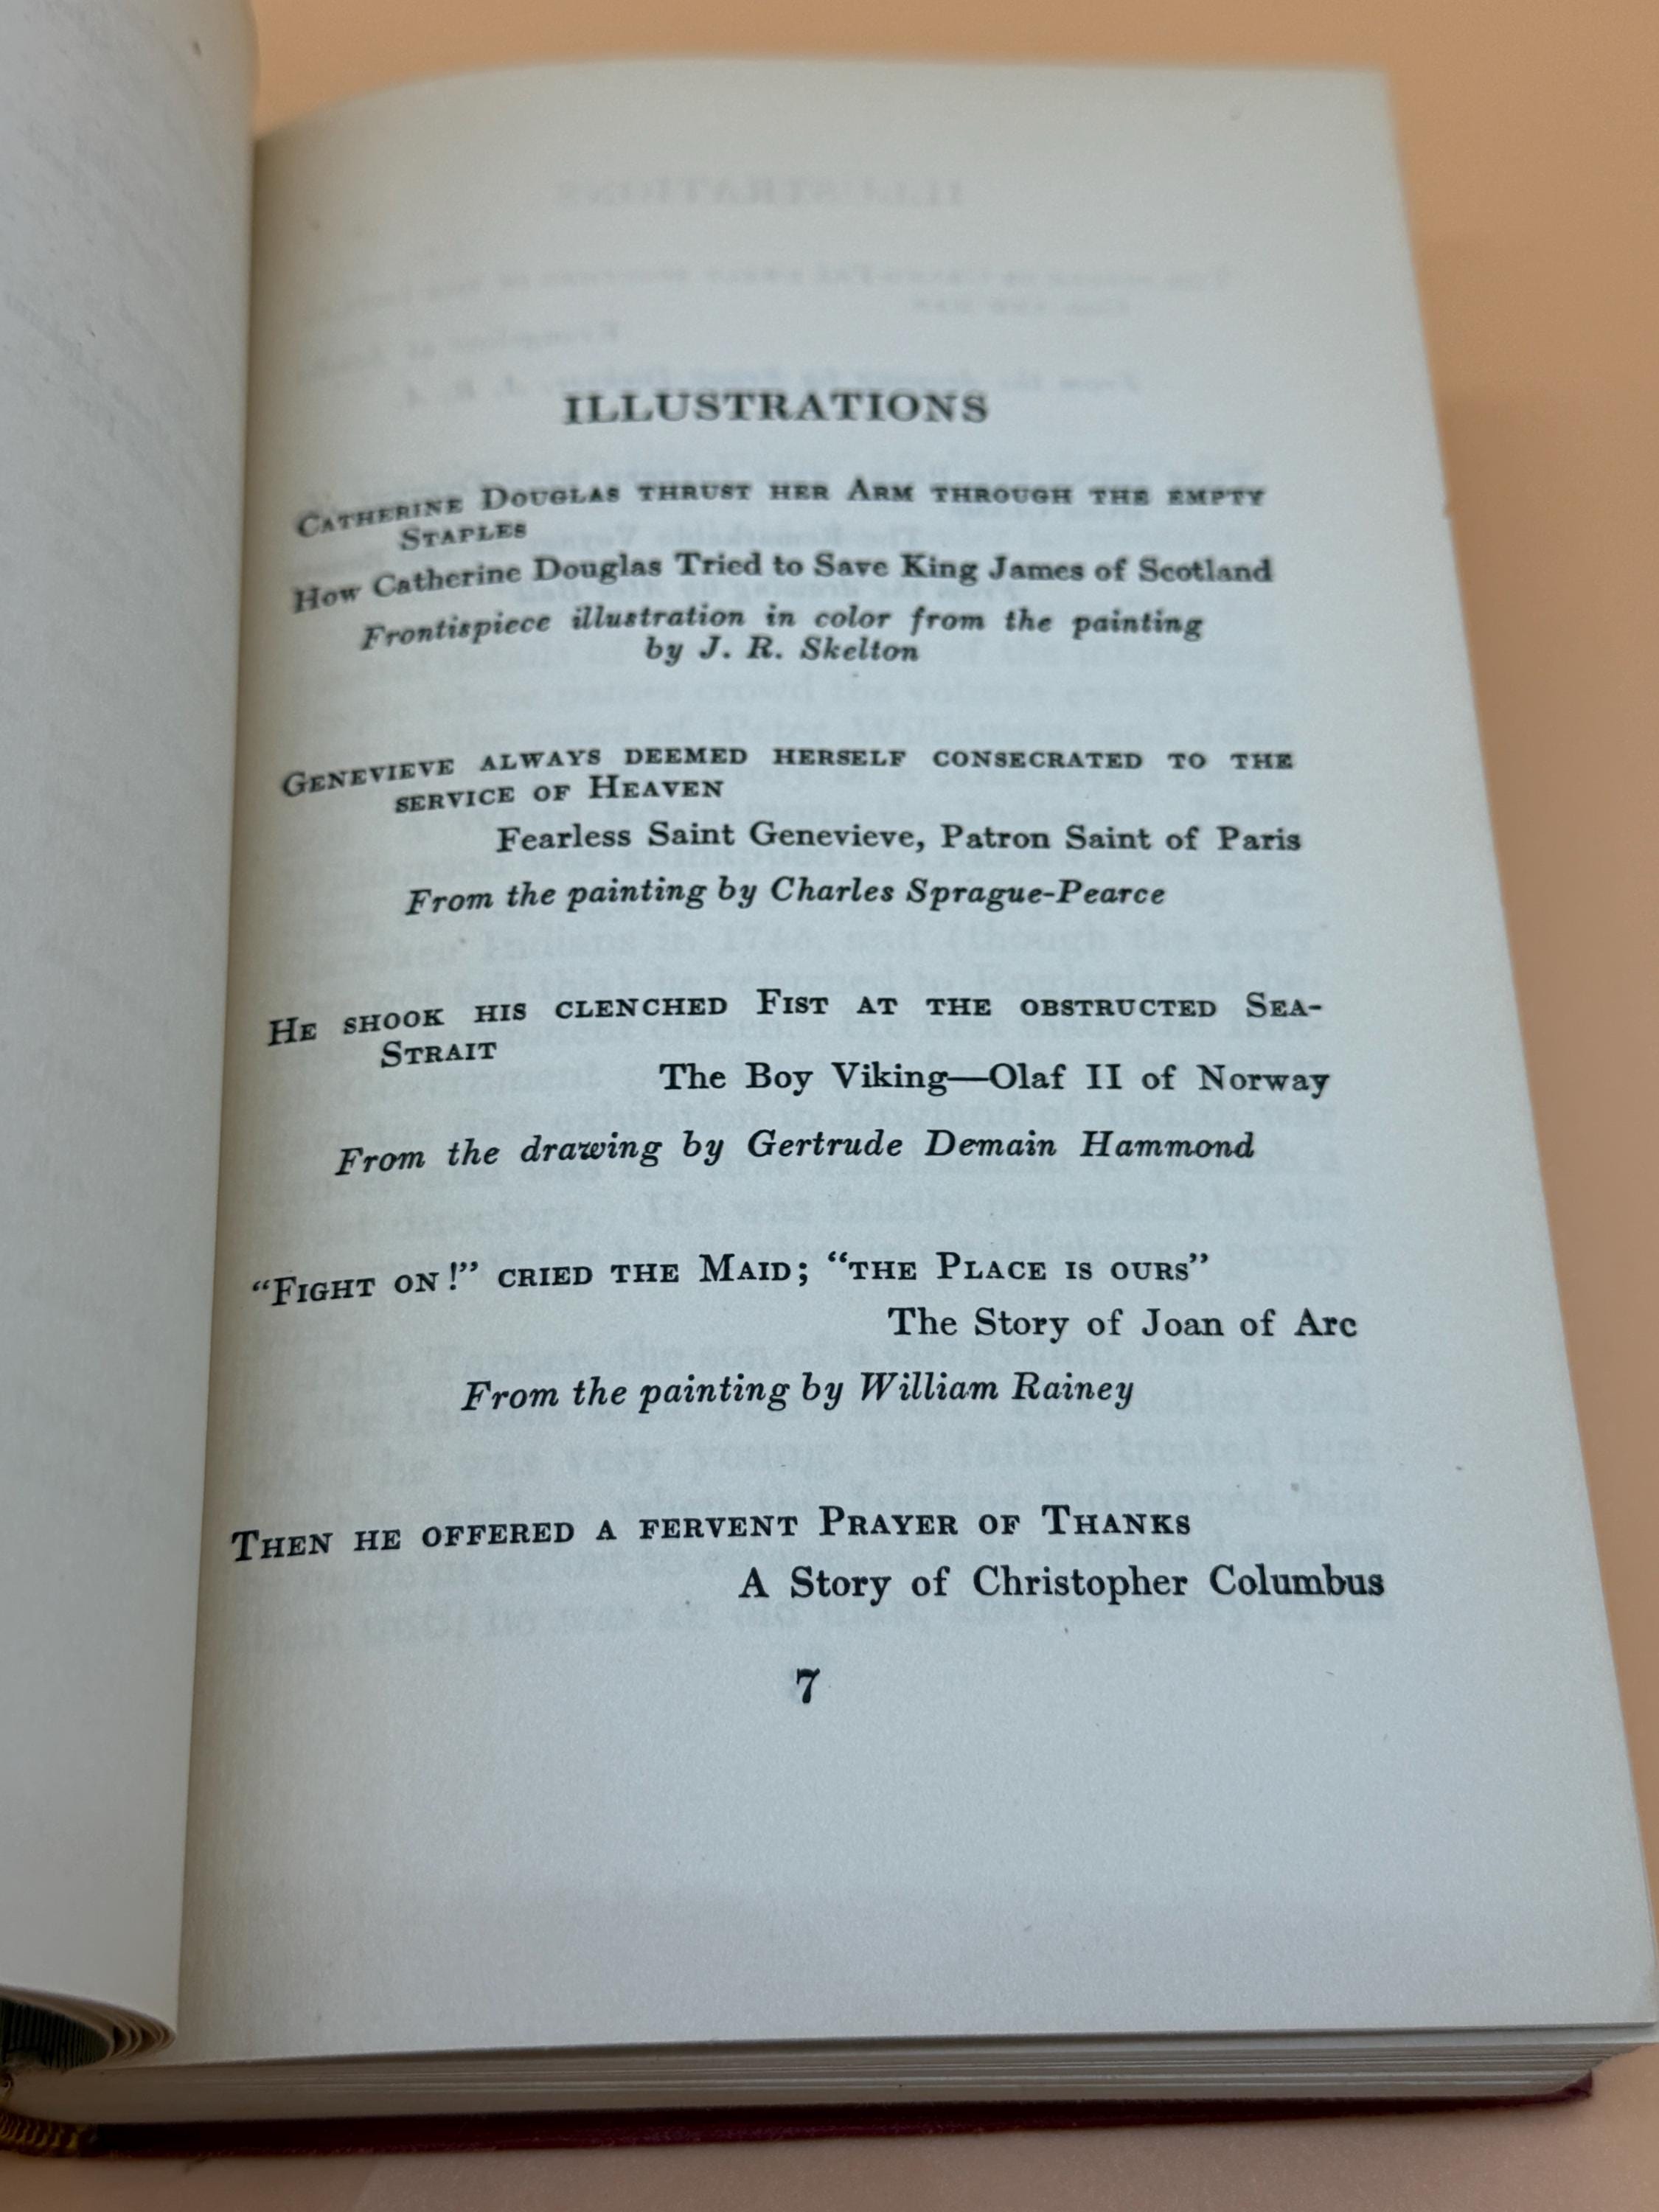 ILLUSTRATIONS
CATHERINE DOUGLAS THRUST HER ARM THROUGH THE EMPTY
STAPLES
How Catherine Douglas Tried to Save King James of Scotland
Frontispiece illustration in color from the painting
by J. R. Skelton
GENEVIEVE ALWAYS DEEMED HERSELF CONSECRATED TO THE
SERVICE OF HEAVEN
Fearless Saint Genevieve, Patron Saint of Paris
From the painting by Charles Sprague-Pearce
HE SHOOK HIS CLENCHED FIST AT THE OBSTRUCTED SEA-
STRAIT
The Boy Viking—Olaf II of Norway
From the drawing by Gertrude Demain Hammond
“FIGHT ON!” CRIED THE MAID; “THE PLACE IS OURS”
The Story of Joan of Arc
From the painting by William Rainey
THEN HE OFFERED A FERVENT PRAYER OF THANKS
A Story of Christopher Columbus
7